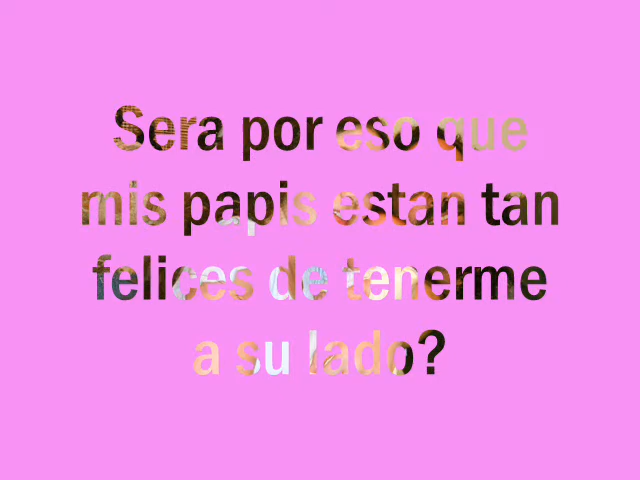 Sera por eso que
mis papis estan tan
felices de tenerme
a su lado?